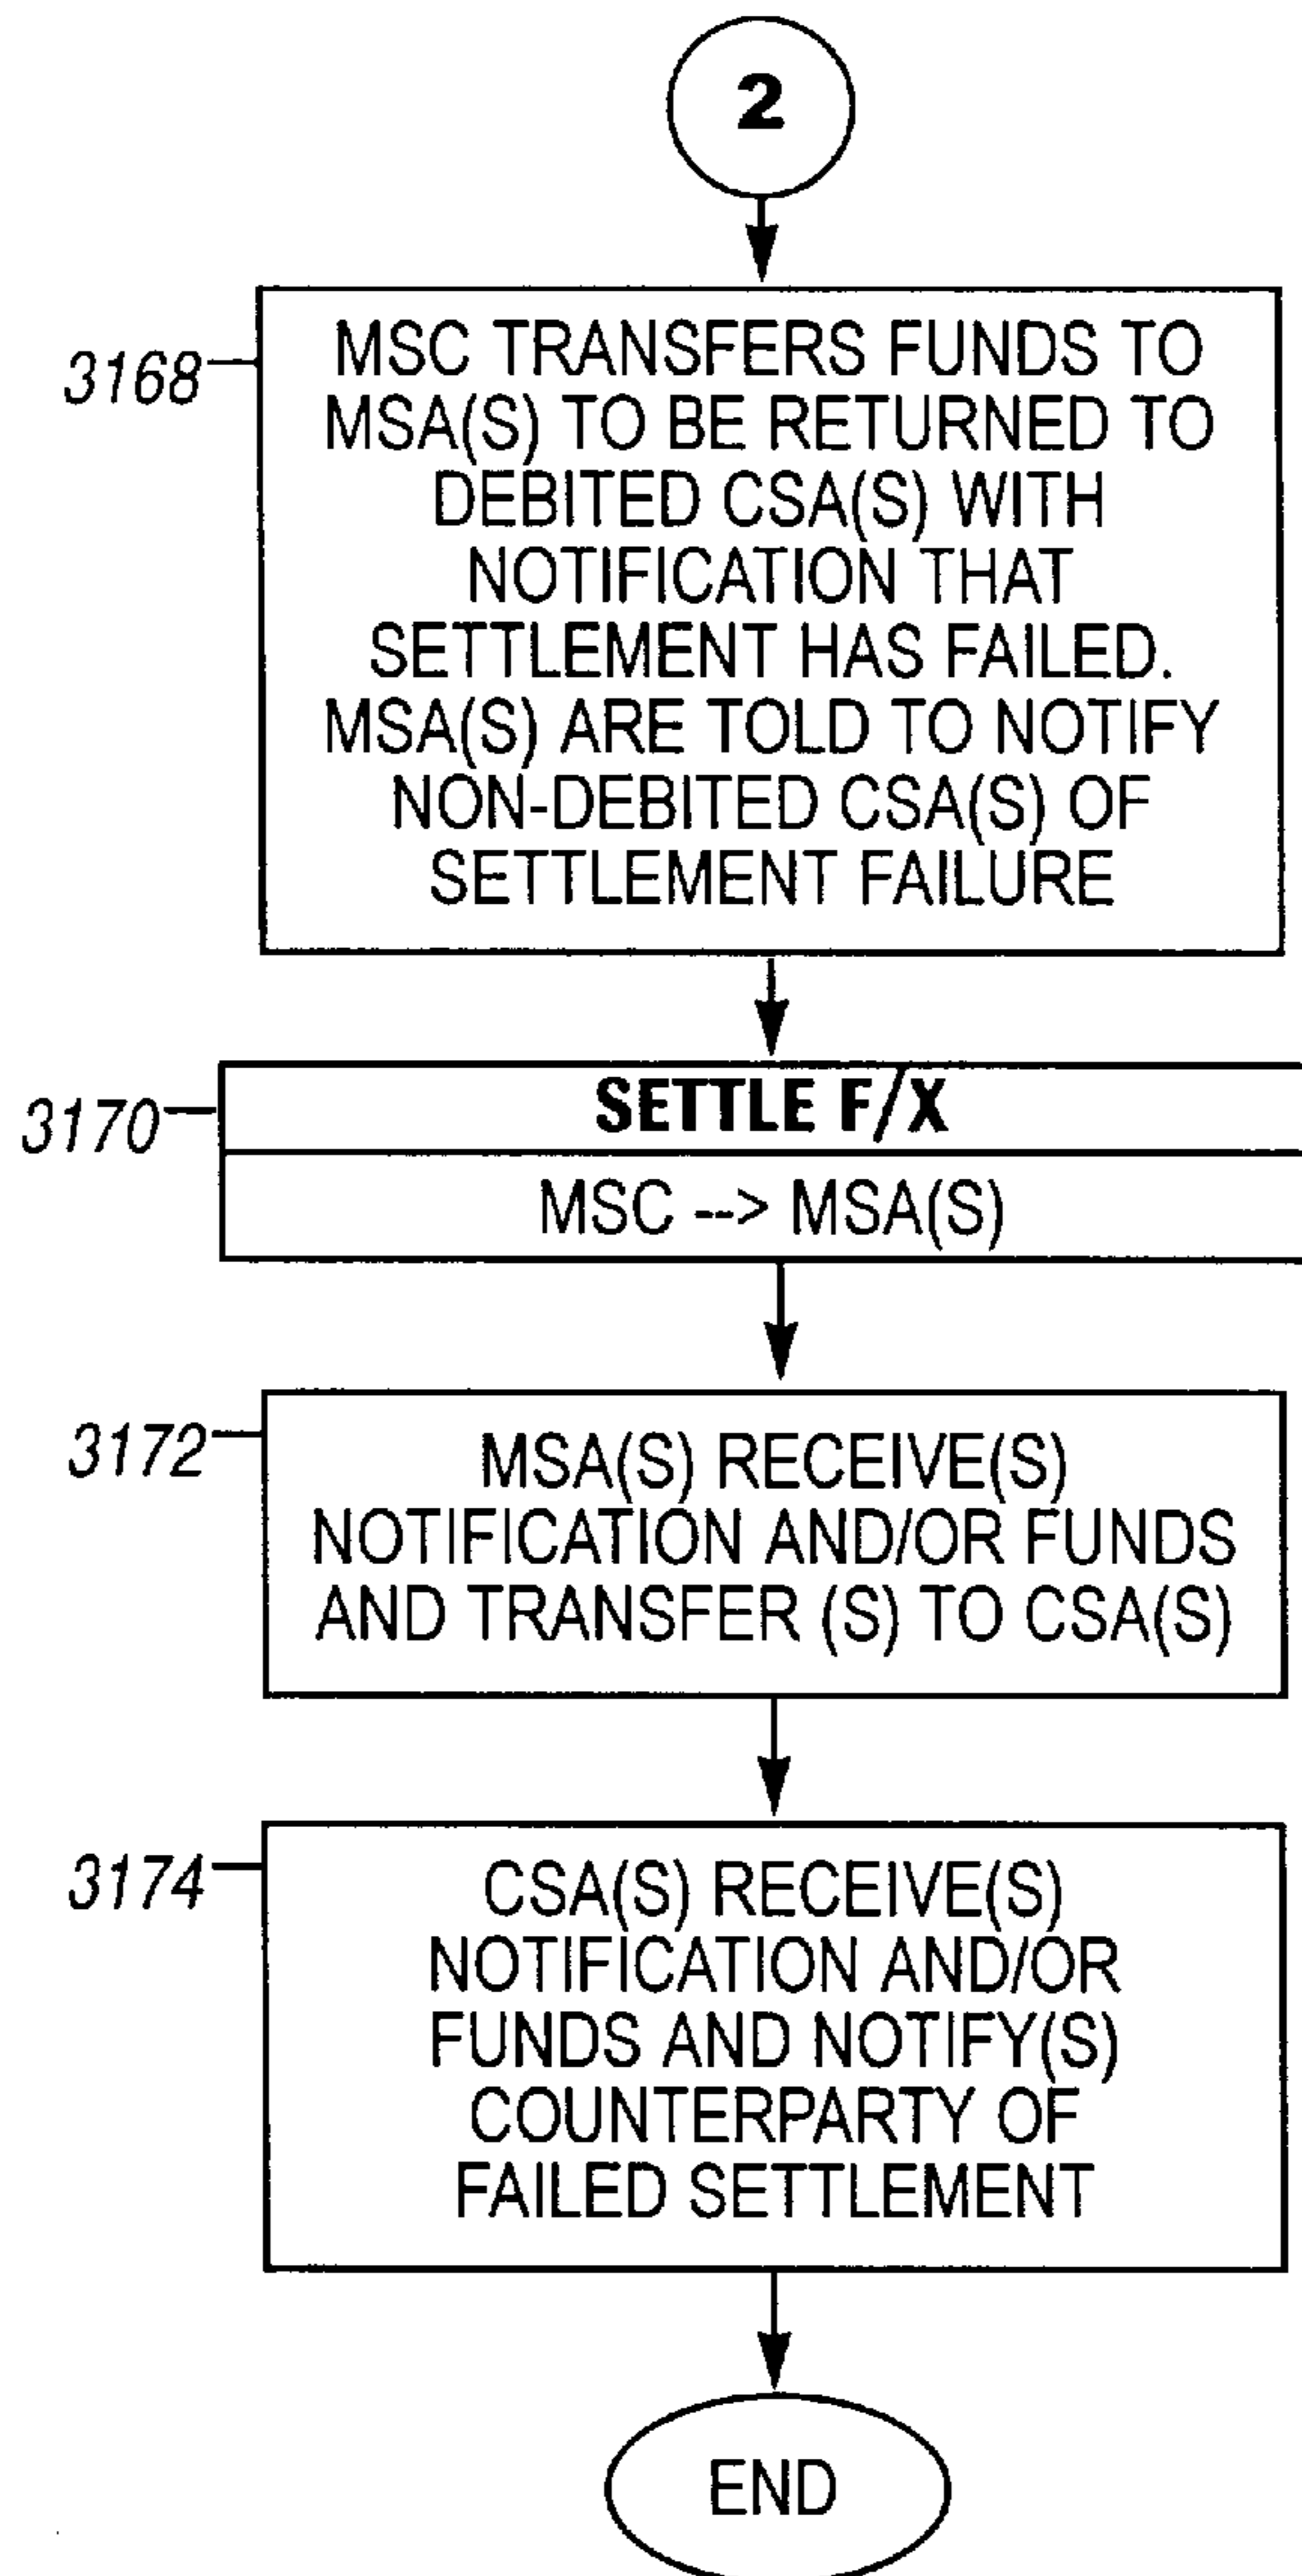 2
3168
MSC TRANSFERS FUNDS TO
MSA(S) TO BE RETURNED TO
DEBITED CSA(S) WITH
NOTIFICATION THAT
SETTLEMENT HAS FAILED.
MSA(S) ARE TOLD TO NOTIFY
NON-DEBITED CSA(S) OF
SETTLEMENT FAILURE
3170
SETTLE F/X
MSC --> MSA(S)
3172
MSA(S) RECEIVE(S)
NOTIFICATION AND/OR FUNDS
AND TRANSFER (S) TO CSA(S)
3174
CSA(S) RECEIVE(S)
NOTIFICATION AND/OR
FUNDS AND NOTIFY(S)
COUNTERPARTY OF
FAILED SETTLEMENT
END